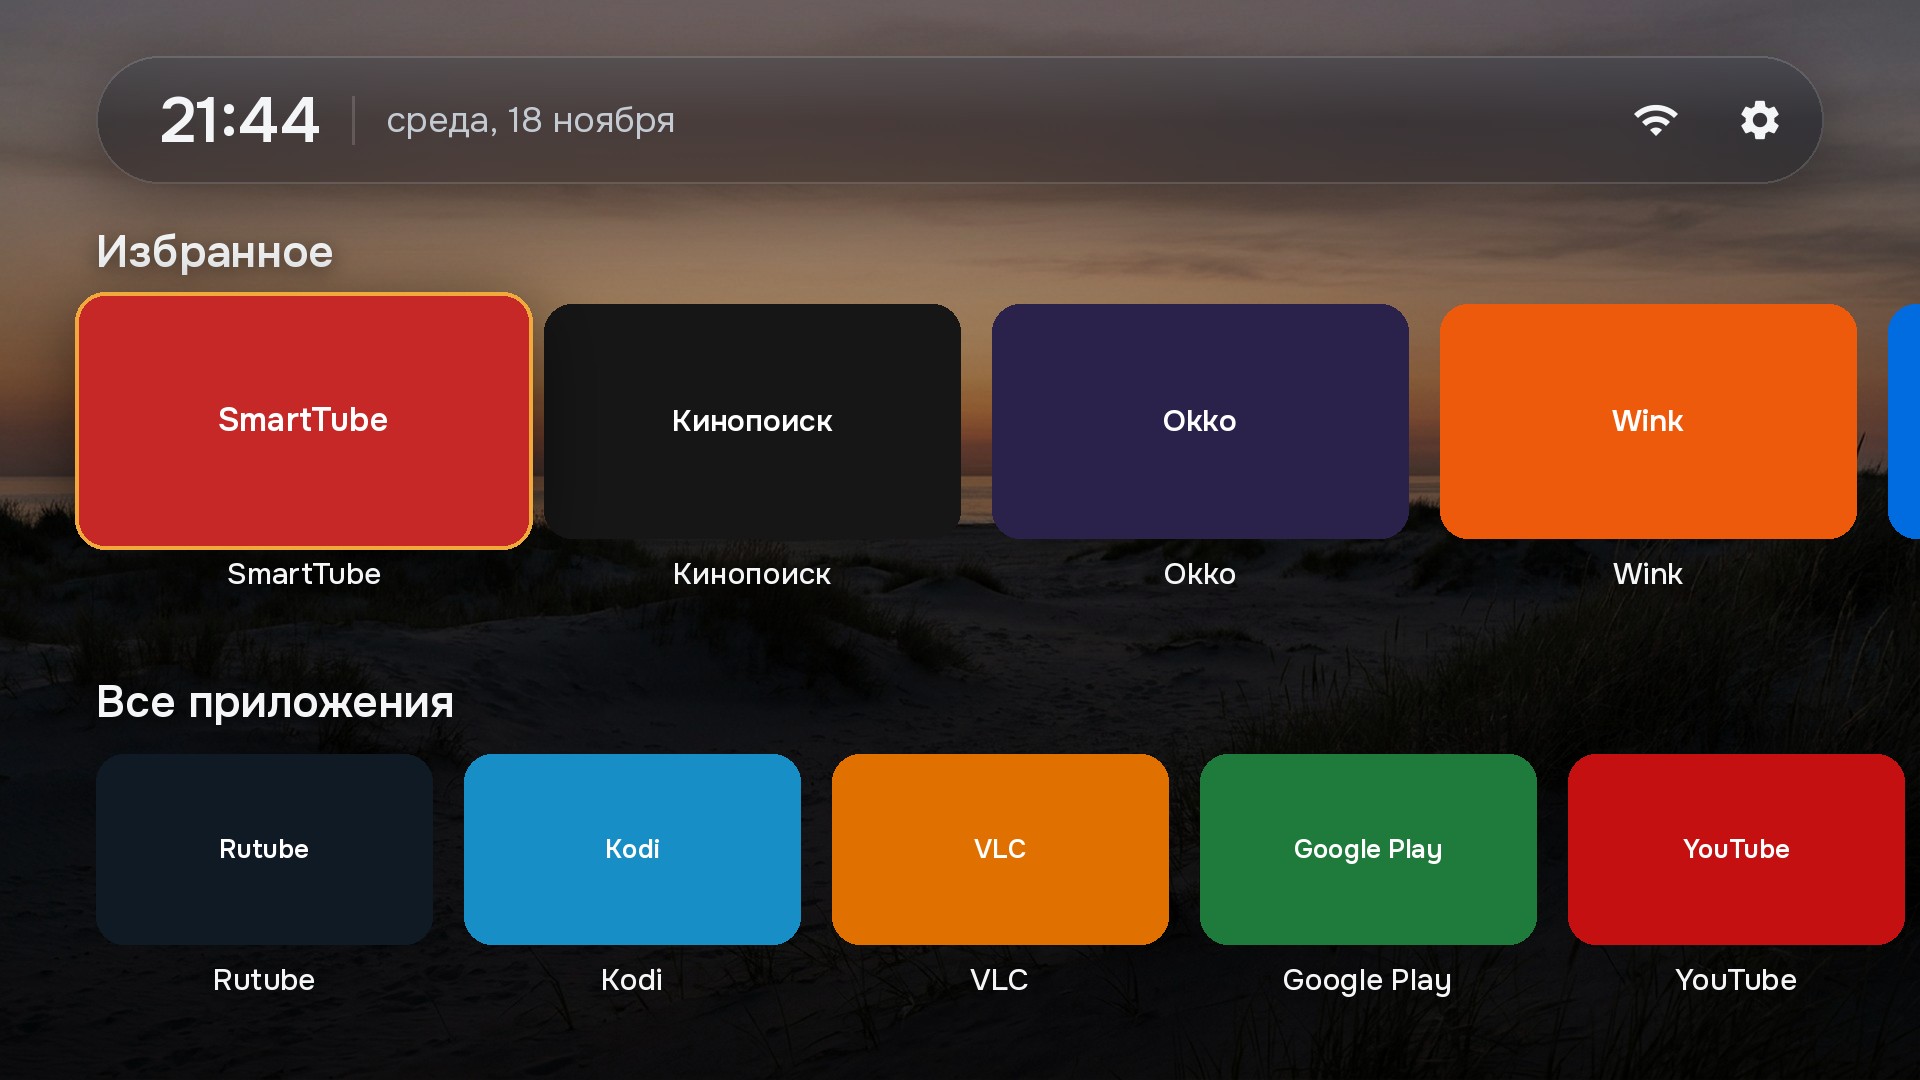 21:44
среда, 18 ноября
Избранное
SmartTube
Кинопоиск
Okko
Wink
SmartTube
Кинопоиск
Okko
Wink
Все приложения
Rutube
Kodi
VLC
Google Play
YouTube
Rutube
Kodi
VLC
Google Play
YouTube